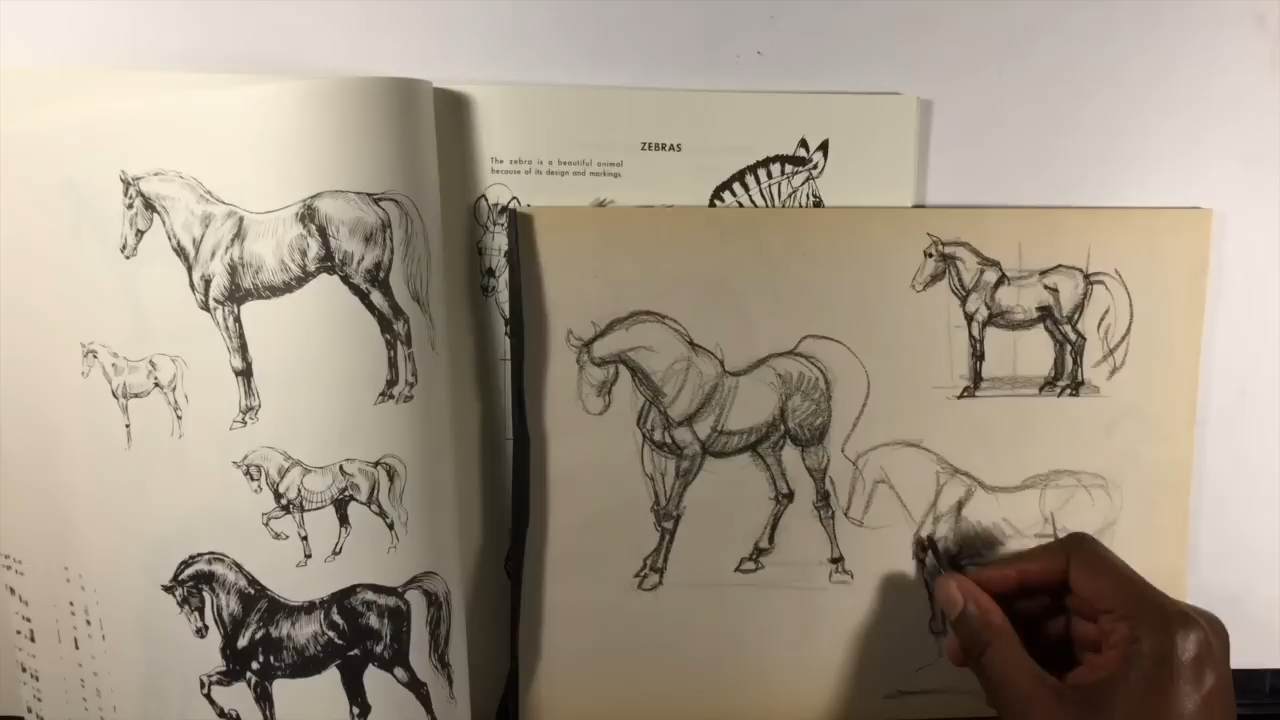 ZEBRAS
The zebra is a beautiful animal
because of its design and markings.